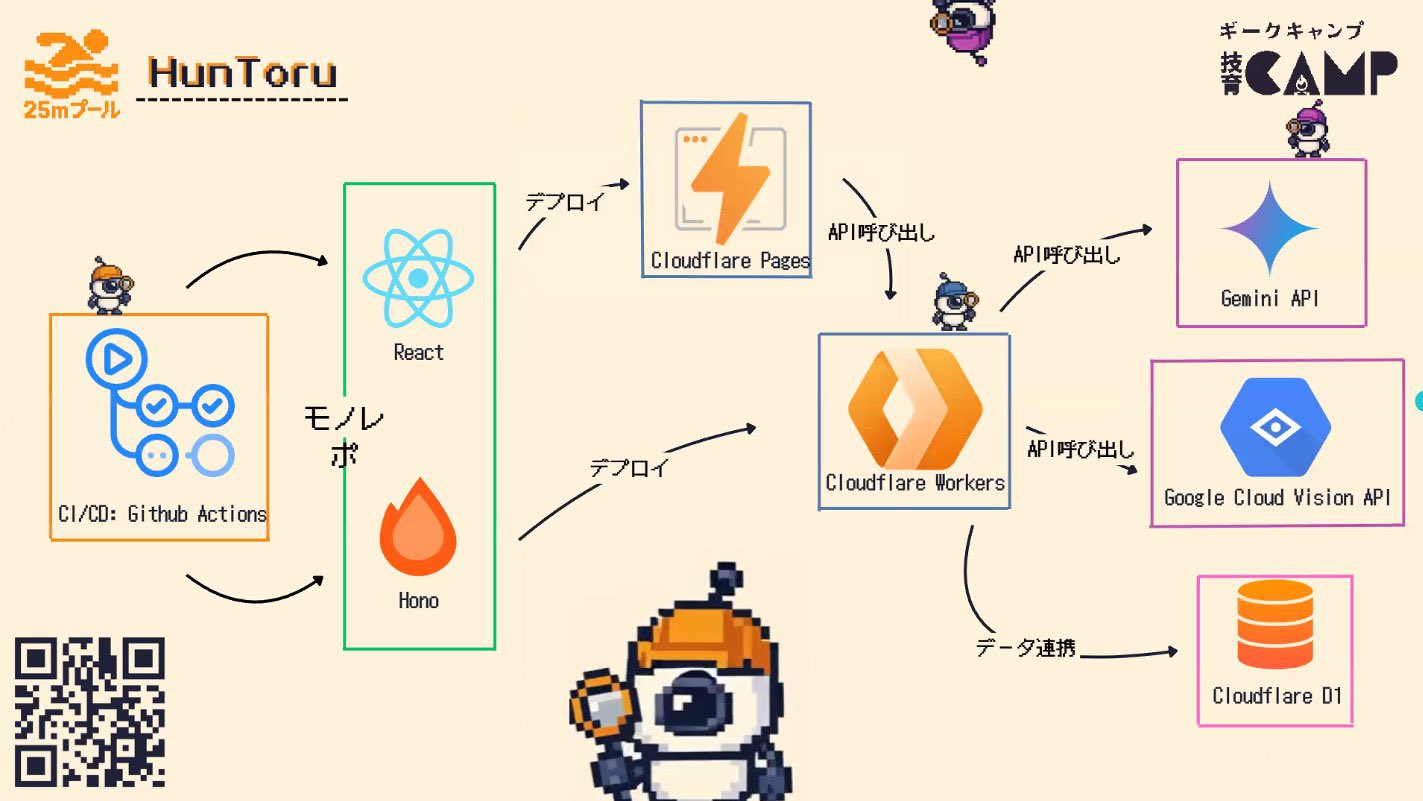 25mプール
HunToru
ギークキャンプ
技育CAMP
デプロイ
Cloudflare Pages
API呼び出し
API呼び出し
Gemini API
React
モノレ
ポ
CI/CD: Github Actions
デプロイ
Cloudflare Workers
API呼び出し
Google Cloud Vision API
Hono
データ連携
Cloudflare D1